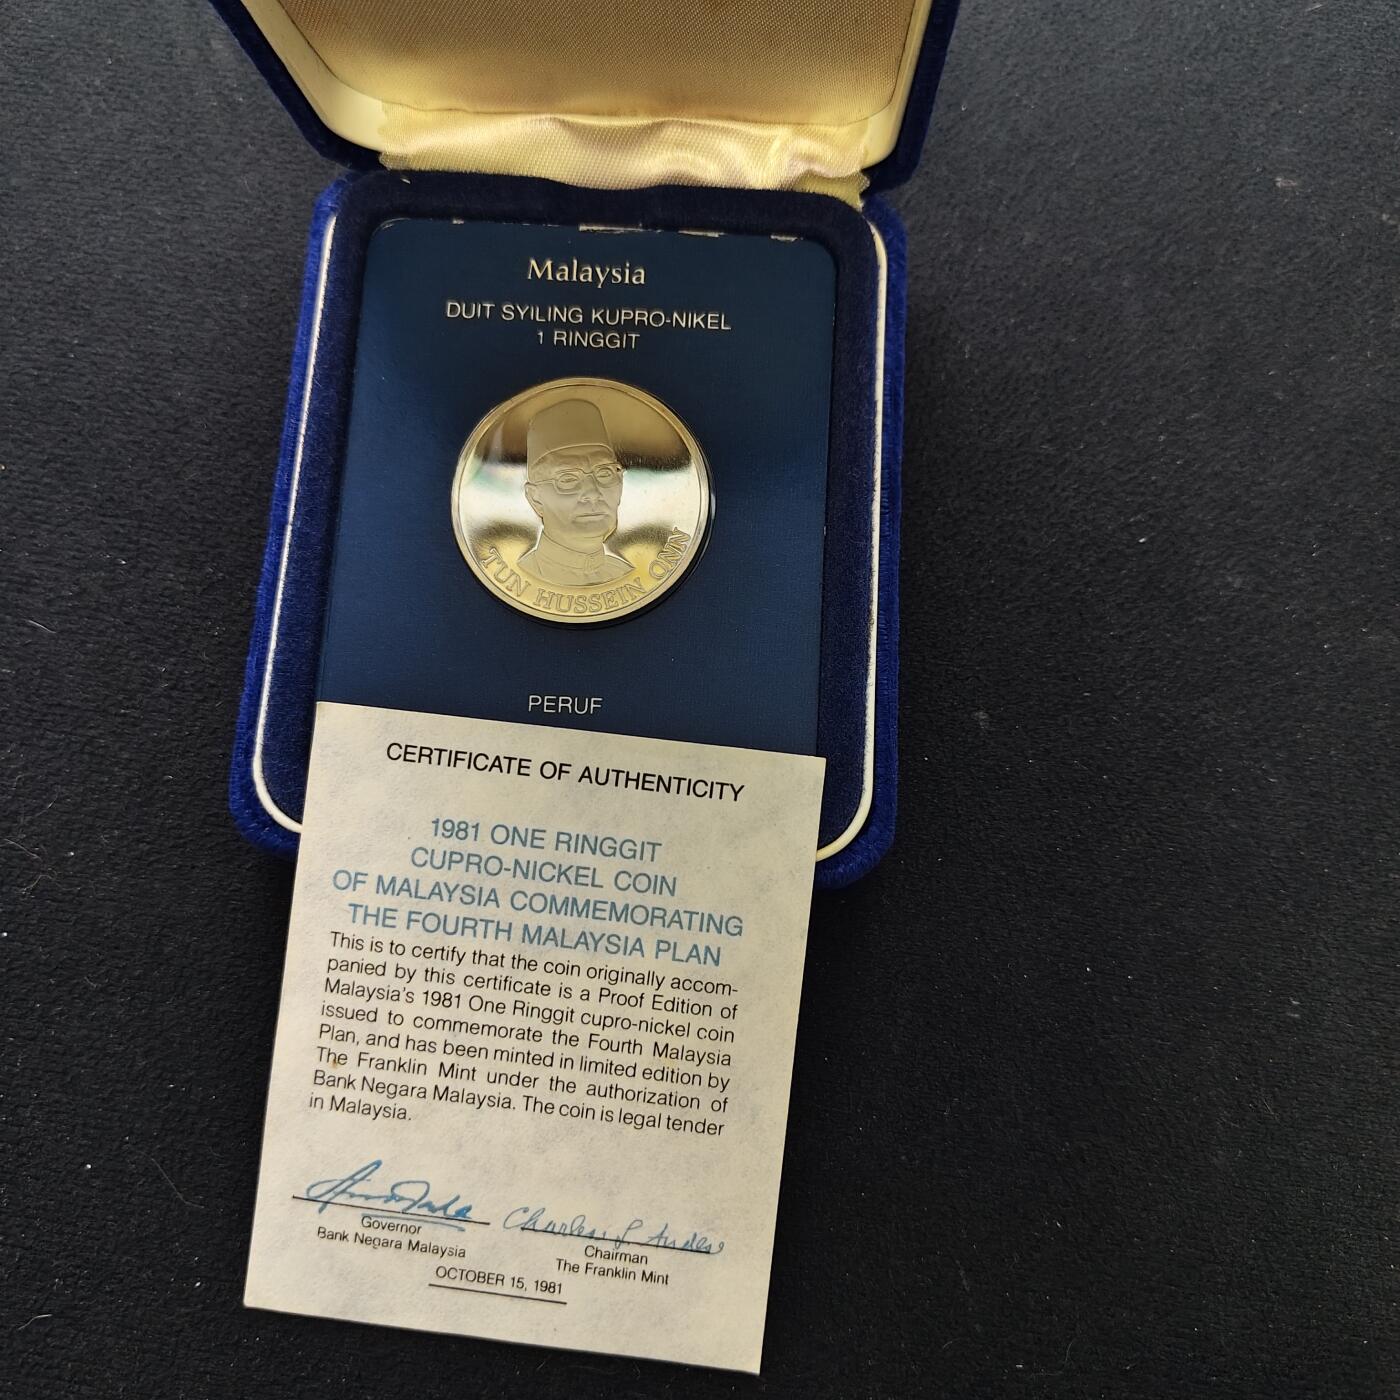 Malaysia
DUIT SYILING KUPRO-NIKEL
1 RINGGIT
TUN HUSSEIN ONN
PERUF
CERTIFICATE OF AUTHENTICITY
1981 ONE RINGGIT
CUPRO-NICKEL COIN
OF MALAYSIA COMMEMORATING
THE FOURTH MALAYSIA PLAN
This is to certify that the coin originally accom-
panied by this certificate is a Proof Edition of
Malaysia's 1981 One Ringgit cupro-nickel coin
issued to commemorate the Fourth Malaysia
Plan, and has been minted in limited edition by
The Franklin Mint under the authorization of
Bank Negara Malaysia. The coin is legal tender
in Malaysia.
Governor
Bank Negara Malaysia
Chairman
The Franklin Mint
OCTOBER 15, 1981